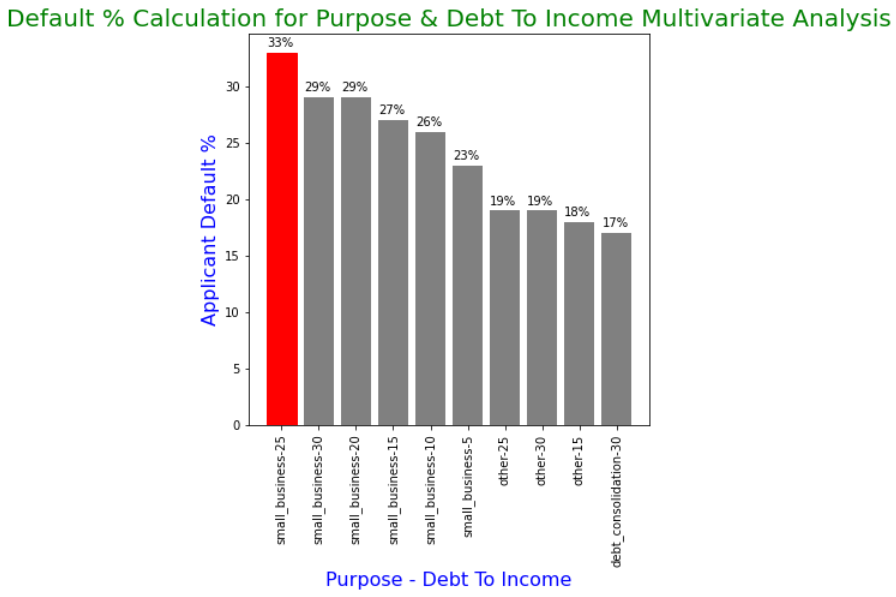 Default % Calculation for Purpose & Debt To Income Multivariate Analysis
33%
29%
29%
27%
26%
23%
19%
19%
18%
17%
Applicant Default %
30
25
20
15
10
5
0
small_business-25
small_business-30
small_business-20
small_business-15
small_business-10
small_business-5
other-25
other-30
other-15
debt_consolidation-30
Purpose - Debt To Income